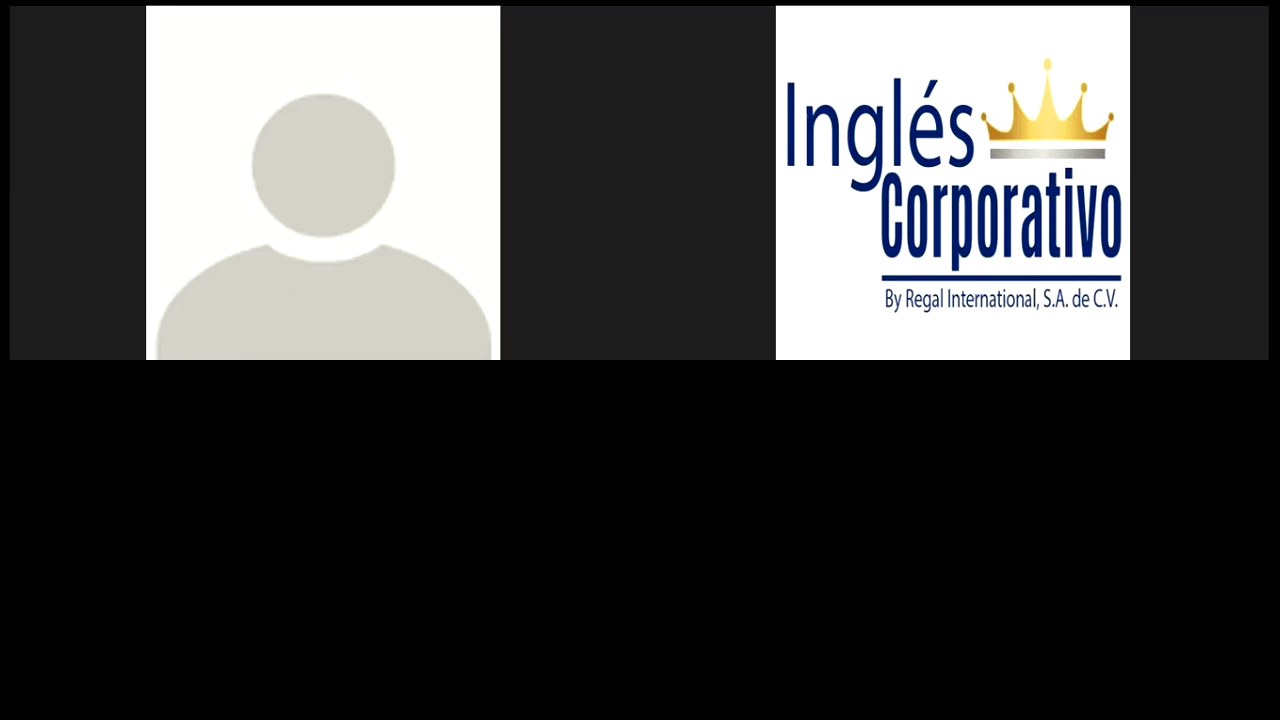 Inglés
Corporativo
By Regal International, S.A. de C.V.